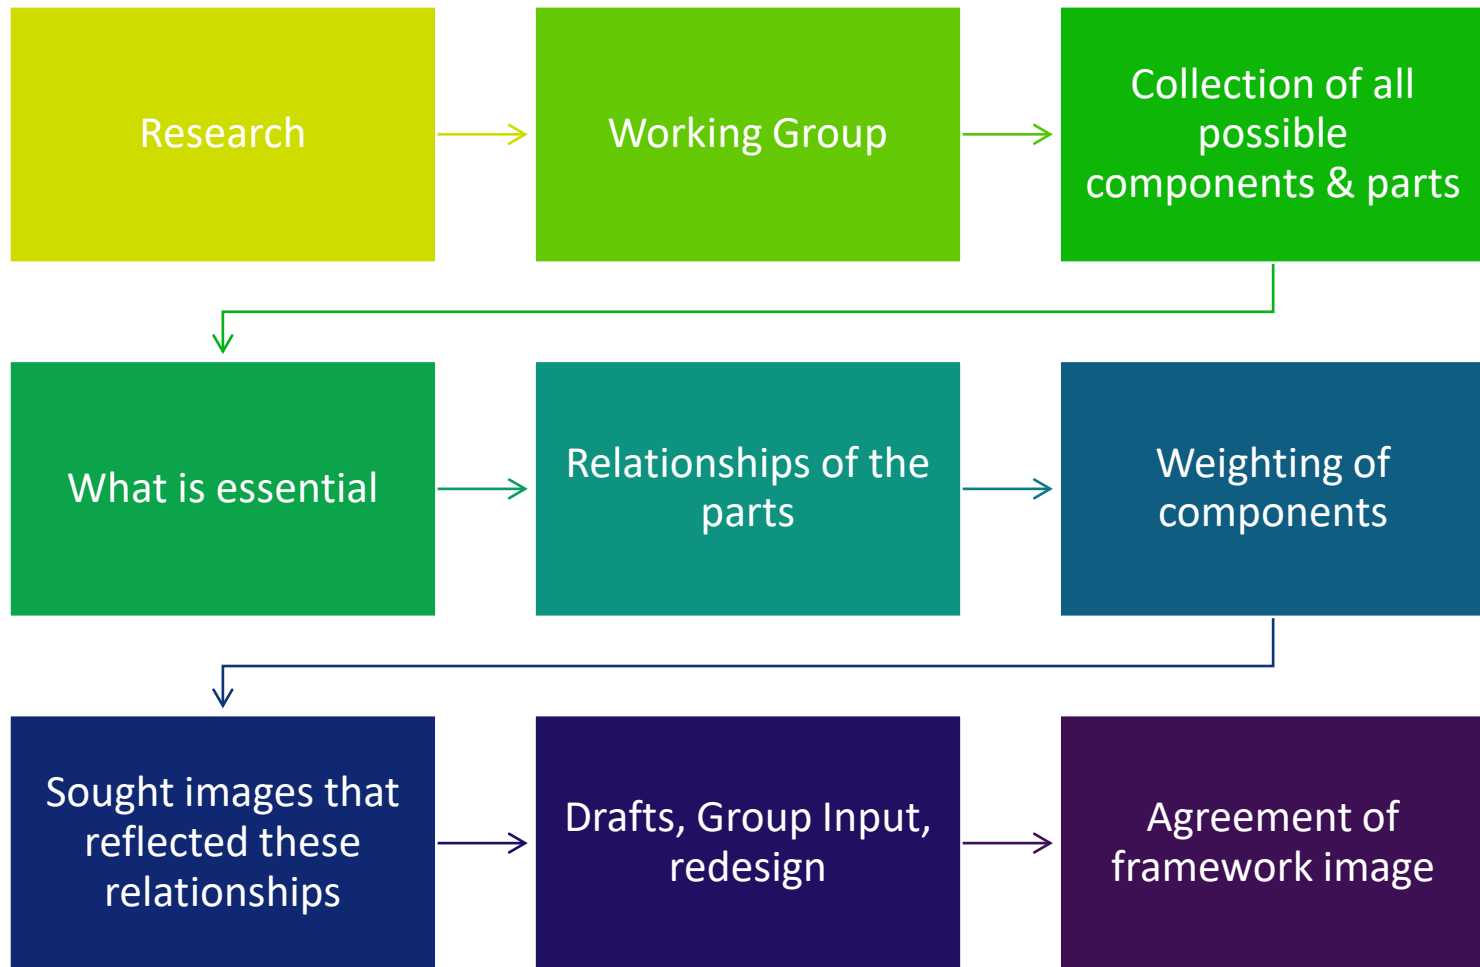 Research
Working Group
Collection of all
possible
components & parts
What is essential
Relationships of the
parts
Weighting of
components
Sought images that
reflected these
relationships
Drafts, Group Input,
redesign
Agreement of
framework image